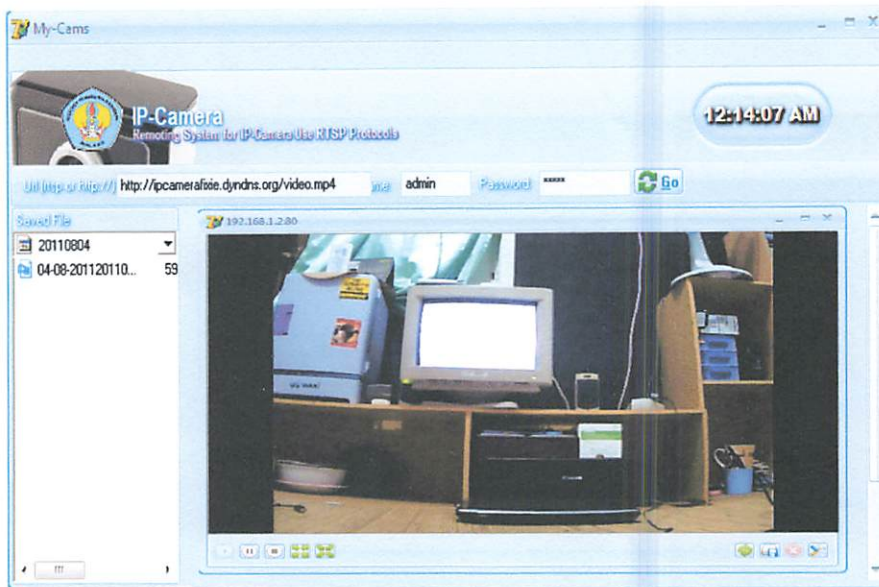 My-Cams
IP-Camera
Remoting System for IP-Camera Use RTSP Protocols
12:14:07 AM
Url (rtsp or http://) http://ipcamerafixie.dyndns.org/video.mp4 ame admin Password ***** Go
Saved File
20110804
04-08-201120110... 59
192.168.1.2:80